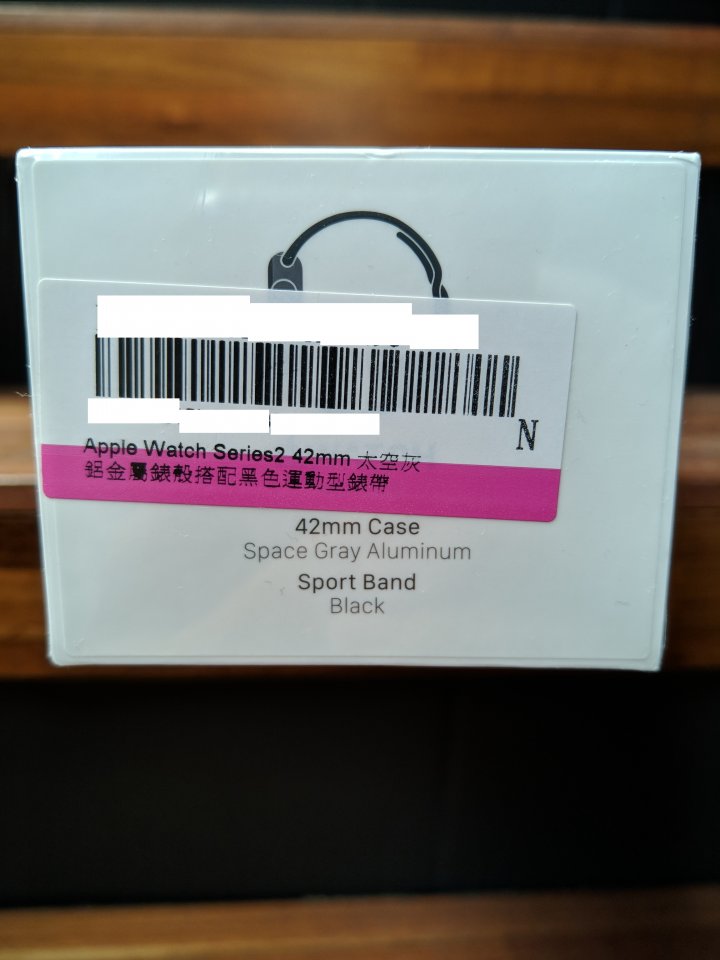 N
Apple Watch Series2 42mm 太空灰
鋁金屬錶殼搭配黑色運動型錶帶
42mm Case
Space Gray Aluminum
Sport Band
Black